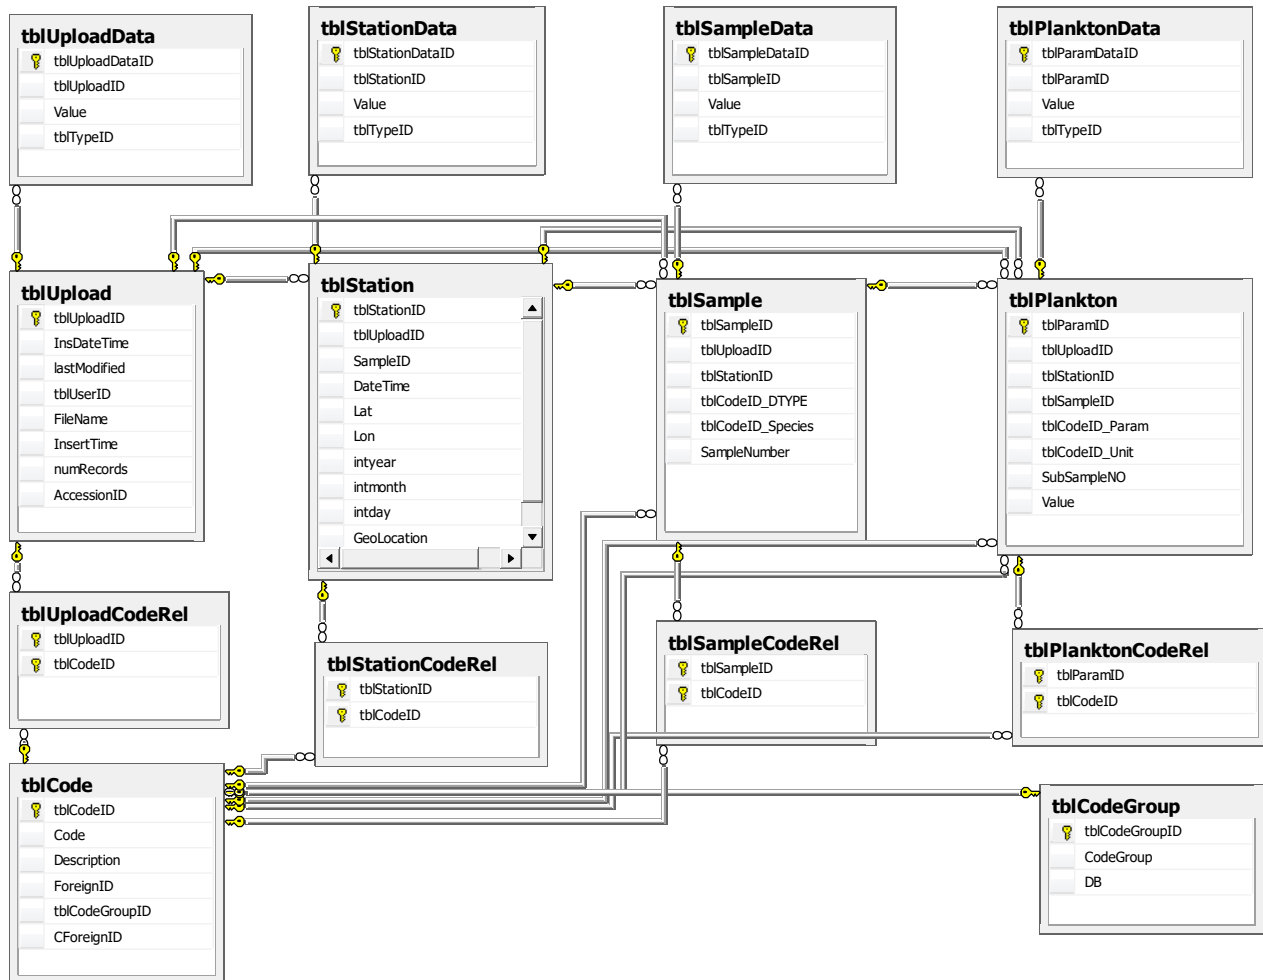 tblUploadData
tblUploadDataID
tblUploadID
Value
tblTypeID
tblStationData
tblStationDataID
tblStationID
Value
tblTypeID
tblSampleData
tblSampleDataID
tblSampleID
Value
tblTypeID
tblPlanktonData
tblParamDataID
tblParamID
Value
tblTypeID
tblUpload
tblUploadID
InsDateTime
lastModified
tblUserID
FileName
InsertTime
numRecords
AccessionID
tblStation
tblStationID
tblUploadID
SampleID
DateTime
Lat
Lon
intyear
intmonth
intday
GeoLocation
tblSample
tblSampleID
tblUploadID
tblStationID
tblCodeID_DTYPE
tblCodeID_Species
SampleNumber
tblPlankton
tblParamID
tblUploadID
tblStationID
tblSampleID
tblCodeID_Param
tblCodeID_Unit
SubSampleNO
Value
tblUploadCodeRel
tblUploadID
tblCodeID
tblStationCodeRel
tblStationID
tblCodeID
tblSampleCodeRel
tblSampleID
tblCodeID
tblPlanktonCodeRel
tblParamID
tblCodeID
tblCode
tblCodeID
Code
Description
ForeignID
tblCodeGroupID
CForeignID
tblCodeGroup
tblCodeGroupID
CodeGroup
DB